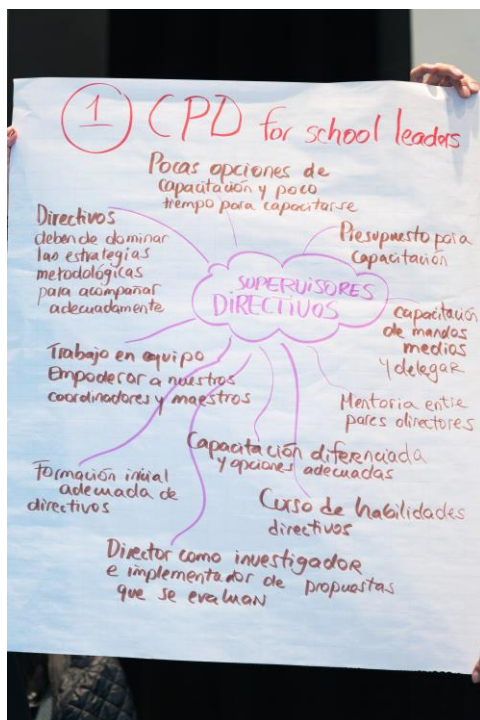 1 CPD for school leaders
Pocas opciones de
capacitación y poco
tiempo para capacitarse
Directivos
deben de dominar
las estrategias
metodológicas
para acompañar
adecuadamente
Presupuesto para
capacitación
SUPERVISORES
DIRECTIVOS
capacitación
de mandos
medios
y delegar
Trabajo en equipo
Empoderar a nuestros
coordinadores y maestros
Mentoria entre
pares directores
Capacitación diferenciada
y opciones adecuadas
Formación inicial
adecuada de
directivos
Curso de habilidades
directivos
Director como investigador
e implementador de propuestas
que se evaluan